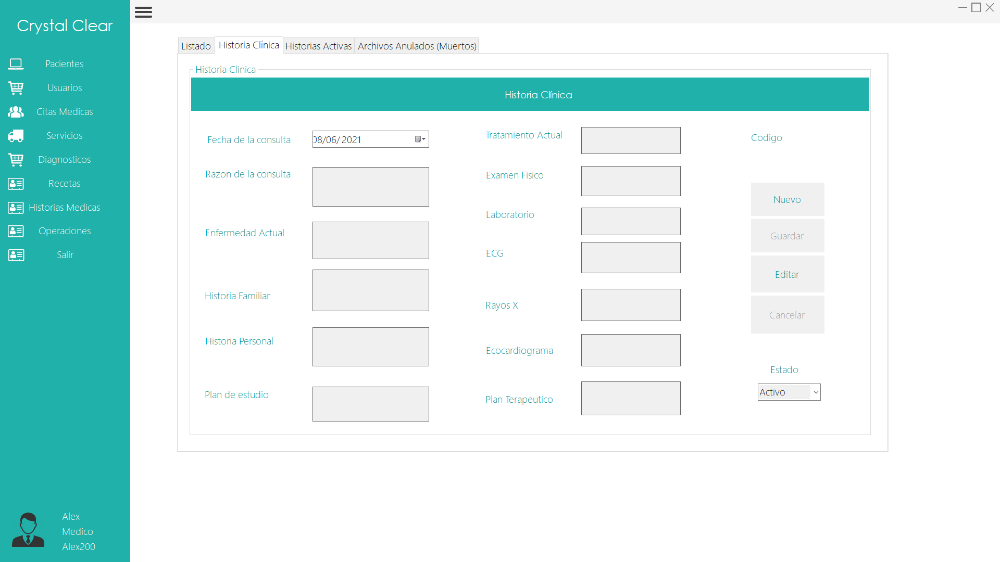 Crystal Clear
Pacientes
Usuarios
Citas Medicas
Servicios
Diagnosticos
Recetas
Historias Medicas
Operaciones
Salir
Alex
Medico
Alex200
Listado
Historia Clínica
Historias Activas
Archivos Anulados (Muertos)
Historia Clinica
Historia Clínica
Fecha de la consulta
08/06/2021
Razon de la consulta
Enfermedad Actual
Historia Familiar
Historia Personal
Plan de estudio
Tratamiento Actual
Examen Fisico
Laboratorio
ECG
Rayos X
Ecocardiograma
Plan Terapeutico
Codigo
Nuevo
Guardar
Editar
Cancelar
Estado
Activo